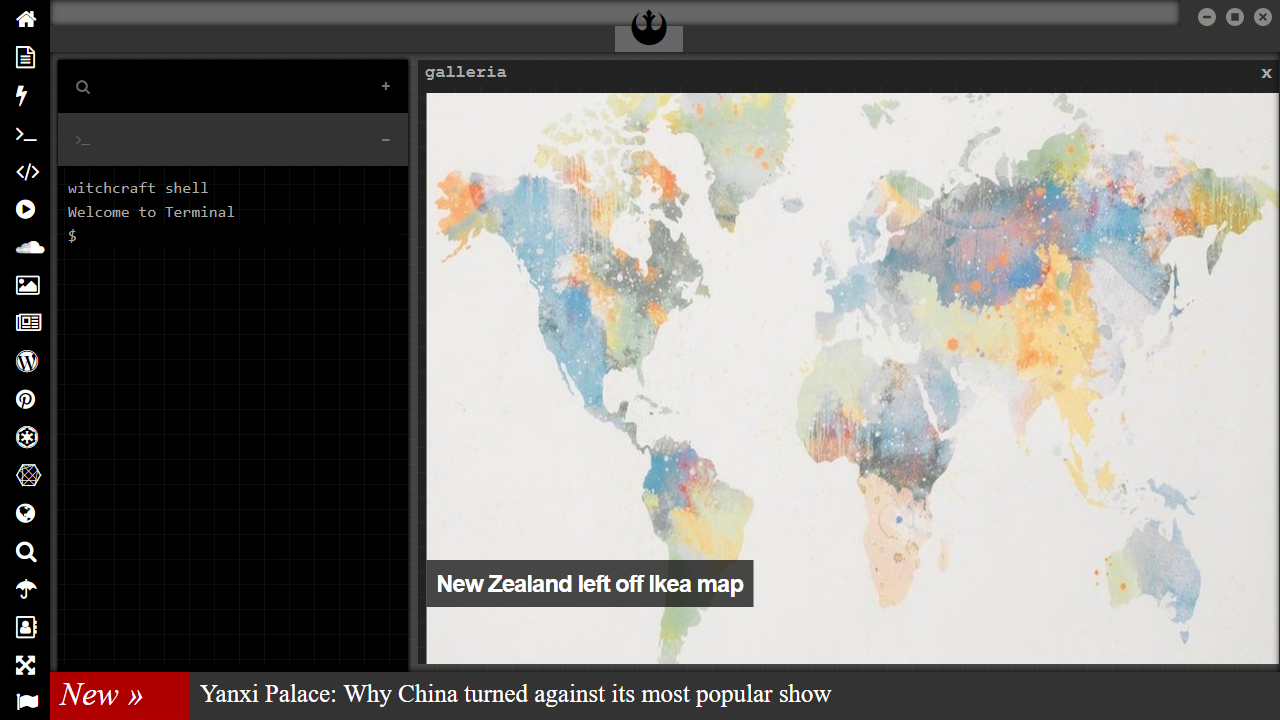 galleria
x
+
>_
−
witchcraft shell
Welcome to Terminal
$
New Zealand left off Ikea map
New » Yanxi Palace: Why China turned against its most popular show